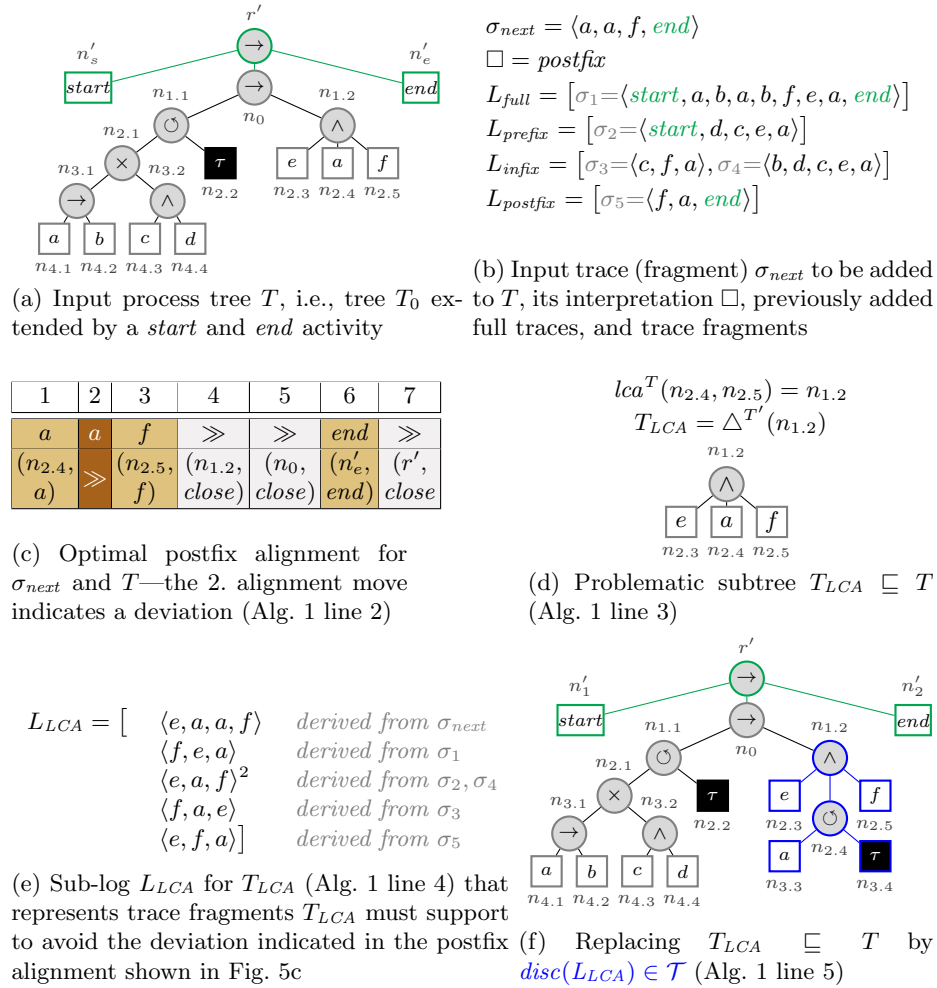 r′
n′s
n′e
→
start
→
end
n1.1
n0
n1.2
n2.1
↺
∧
n3.1
×
n3.2
τ
e
a
f
→
∧
n2.2
n2.3
n2.4
n2.5
a
b
c
d
n4.1
n4.2
n4.3
n4.4
(a) Input process tree T, i.e., tree T0 ex-
tended by a start and end activity
σnext = ⟨a, a, f, end⟩
□ = postfix
Lfull = [σ1=⟨start, a, b, a, b, f, e, a, end⟩]
Lprefix = [σ2=⟨start, d, c, e, a⟩]
Linfix = [σ3=⟨c, f, a⟩, σ4=⟨b, d, c, e, a⟩]
Lpostfix = [σ5=⟨f, a, end⟩]
(b) Input trace (fragment) σnext to be added
to T, its interpretation □, previously added
full traces, and trace fragments
1 2 3 4 5 6 7
a a f ≫ ≫ end ≫
(n2.4, ≫ (n2.5, (n1.2, (n0, (n′e, (r′,
a) f) close) close) end) close
(c) Optimal postfix alignment for
σnext and T—the 2. alignment move
indicates a deviation (Alg. 1 line 2)
lcaT(n2.4, n2.5) = n1.2
TLCA = △T′(n1.2)
n1.2
∧
e
a
f
n2.3
n2.4
n2.5
(d) Problematic subtree TLCA ⊑ T
(Alg. 1 line 3)
LLCA = [ ⟨e, a, a, f⟩ derived from σnext
⟨f, e, a⟩ derived from σ1
⟨e, a, f⟩2 derived from σ2, σ4
⟨f, a, e⟩ derived from σ3
⟨e, f, a⟩] derived from σ5
(e) Sub-log LLCA for TLCA (Alg. 1 line 4) that
represents trace fragments TLCA must support
to avoid the deviation indicated in the postfix
alignment shown in Fig. 5c
r′
n′1
→
n′2
start
→
end
n1.1
n0
n1.2
n2.1
↺
∧
n3.1
×
n3.2
τ
e
f
→
∧
n2.2
n2.3
↺
n2.5
n2.4
a
b
c
d
a
τ
n4.1
n4.2
n4.3
n4.4
n3.3
n3.4
(f) Replacing TLCA ⊑ T by
disc(LLCA) ∈ 𝒯 (Alg. 1 line 5)